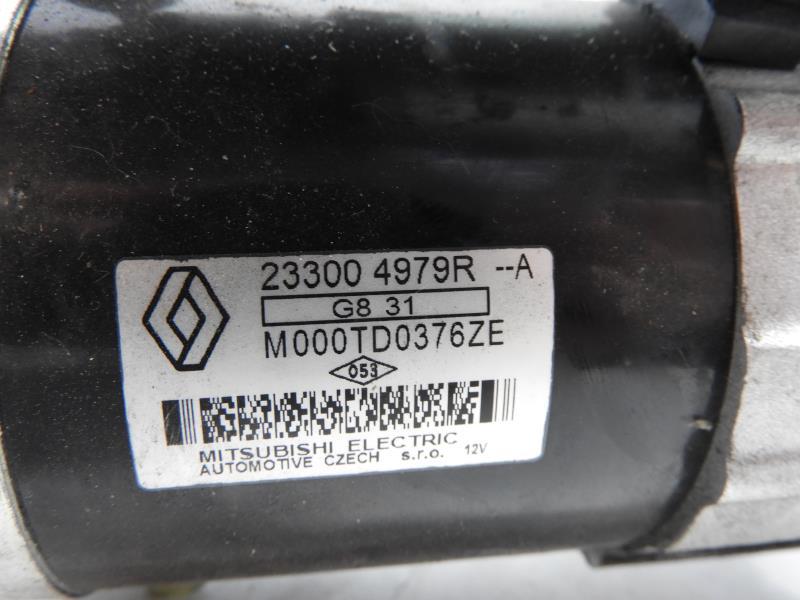 23300 4979R --A
G8 31
M000TD0376ZE
053
MITSUBISHI ELECTRIC
AUTOMOTIVE CZECH s.r.o. 12V